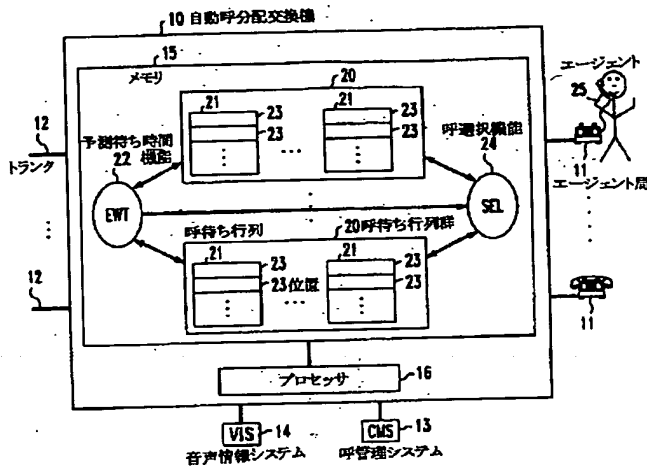 10 自動呼分配交換機
15
メモリ
20
エージェント
21
23
23
21
23
23
25
12
予測待ち時間
機能
22
呼選択機能
24
トランク
11
エージェント局
EWT
SEL
呼待ち行列
20呼待ち行列群
21
23
23位置
21
23
23
12
11
プロセッサ
16
VIS
14
CMS
13
音声情報システム
呼管理システム